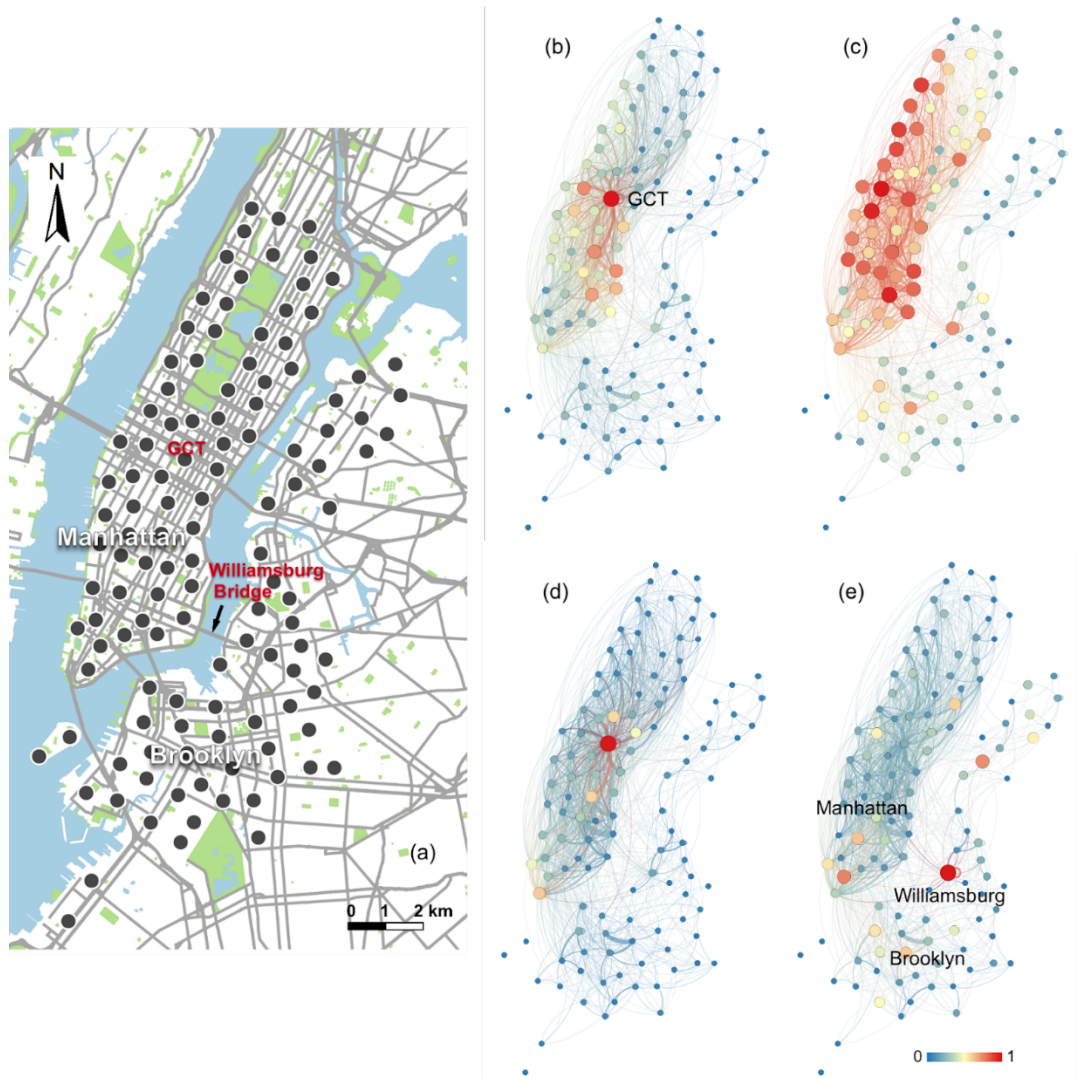 N
GCT
Manhattan
Williamsburg
Bridge
Brooklyn
(a)
0 1 2 km
(b)
GCT
(c)
(d)
(e)
Manhattan
Williamsburg
Brooklyn
0 1